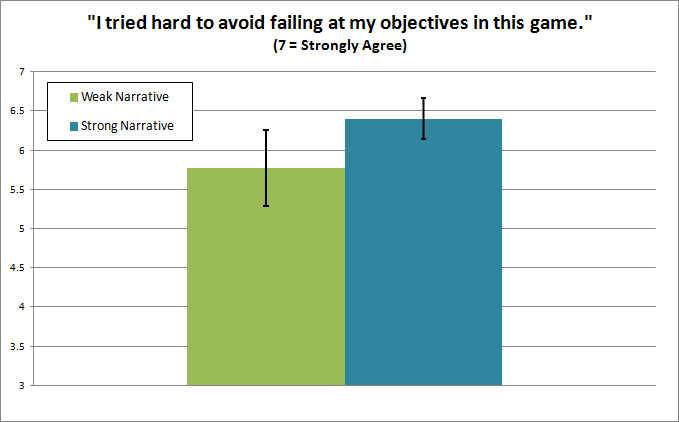 "I tried hard to avoid failing at my objectives in this game."
(7 = Strongly Agree)
7
6.5
6
5.5
5
4.5
4
3.5
3
Weak Narrative
Strong Narrative